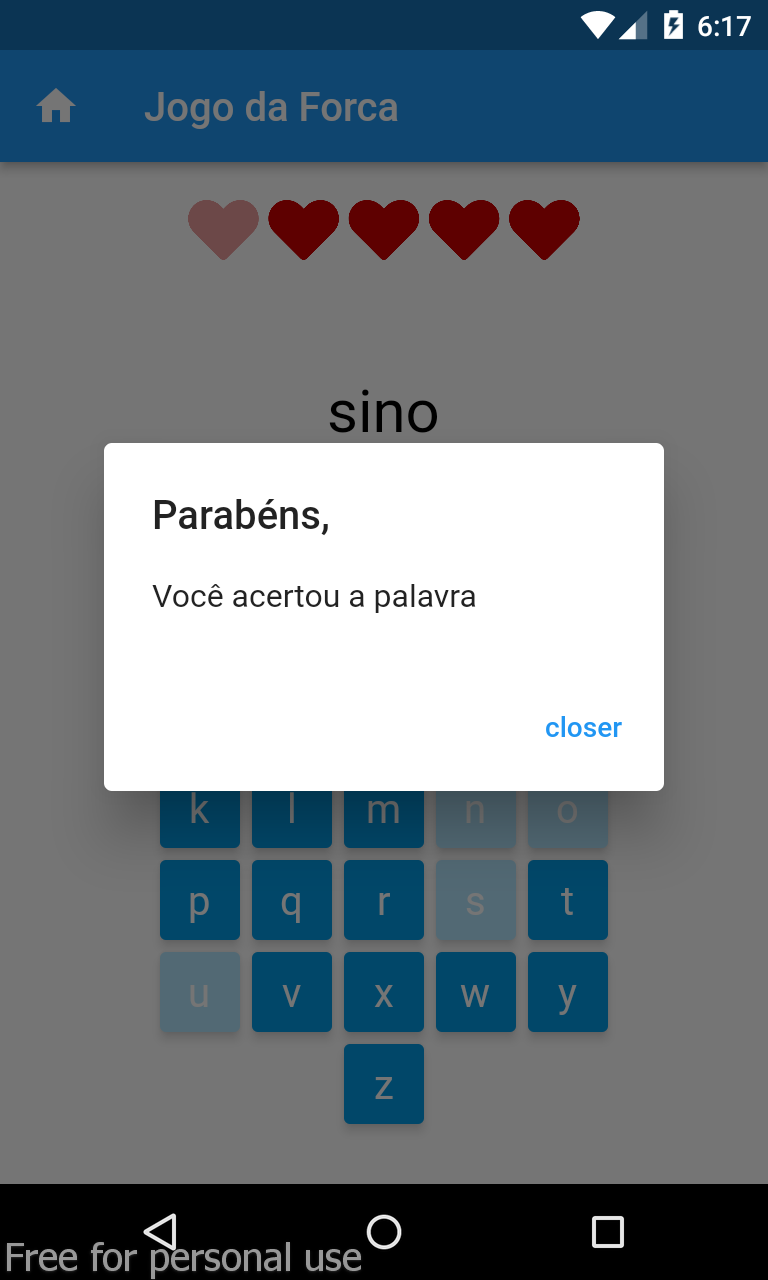 6:17
Jogo da Forca
sino
Parabéns,
Você acertou a palavra
closer
k l m n o
p q r s t
u v x w y
z
Free for personal use